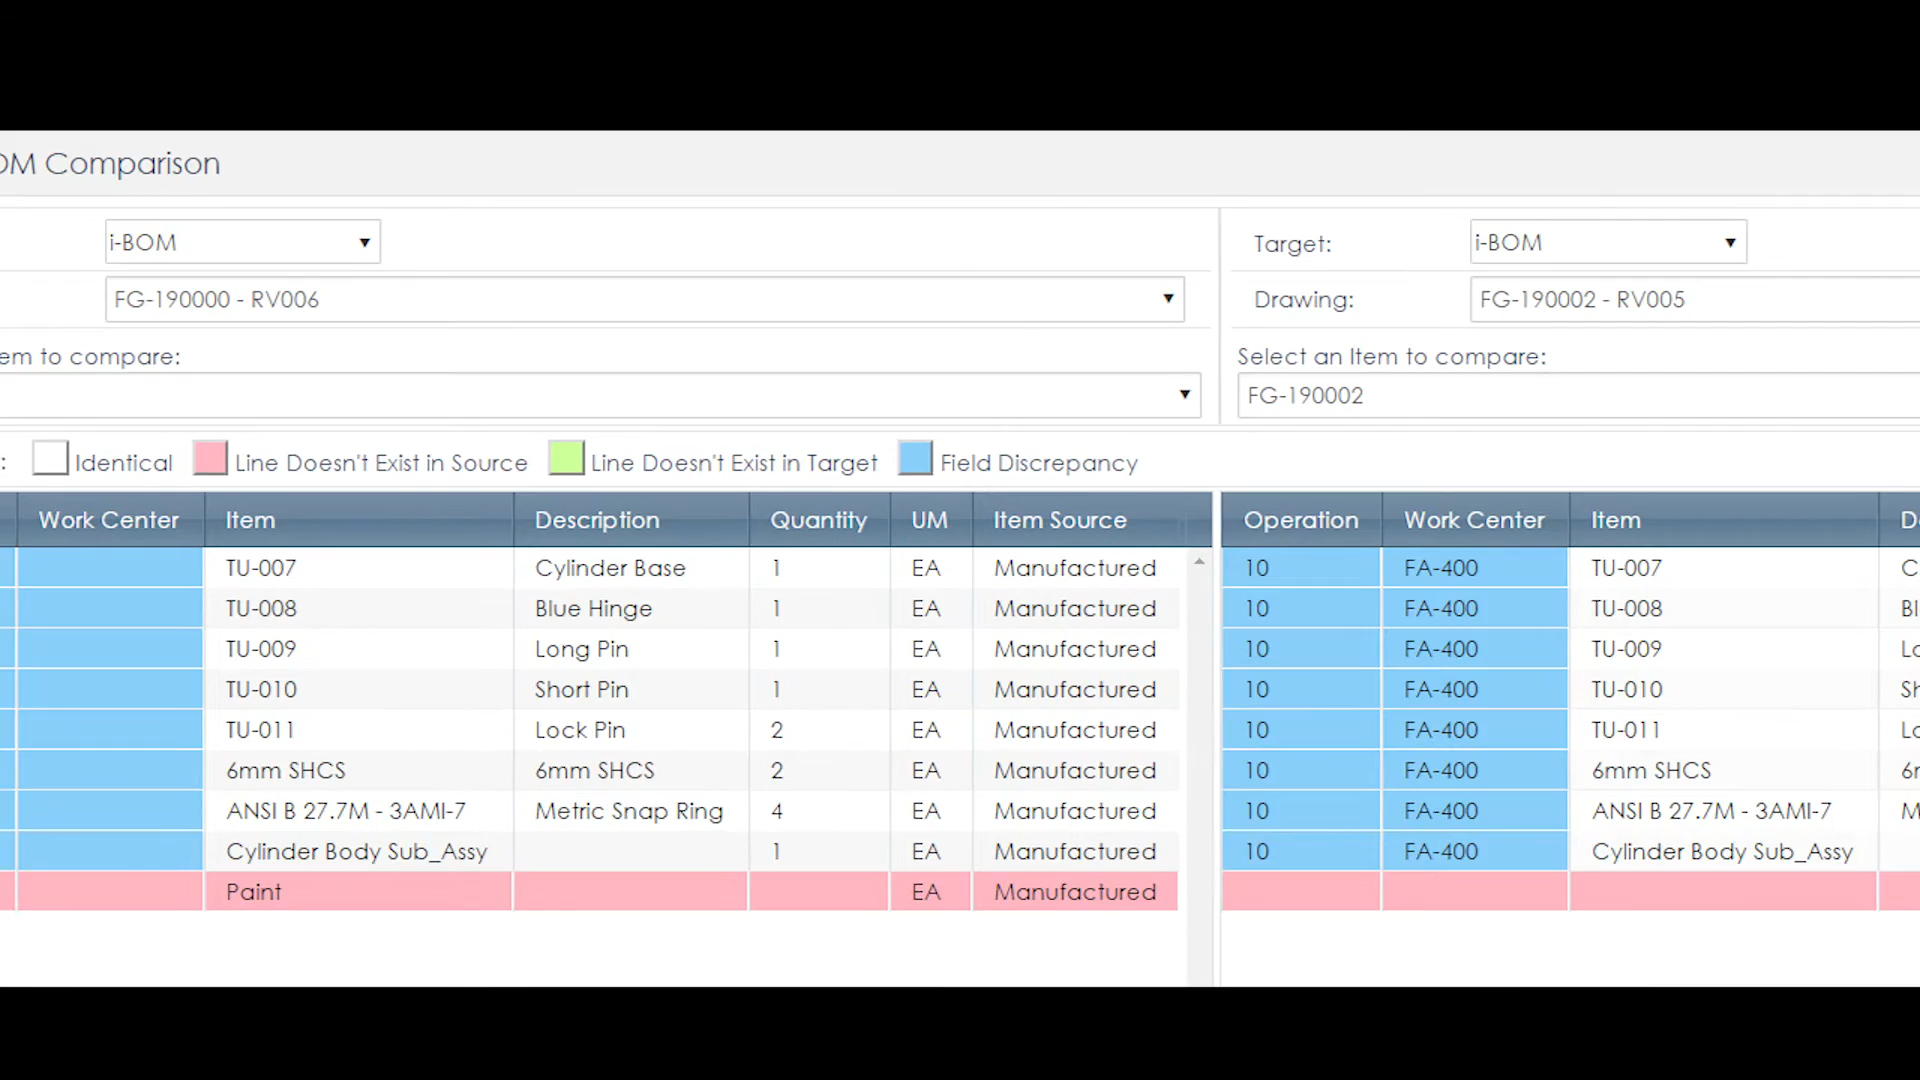 OM Comparison
i-BOM
Target:
i-BOM
FG-190000 - RV006
Drawing:
FG-190002 - RV005
em to compare:
Select an Item to compare:
FG-190002
: Identical Line Doesn't Exist in Source Line Doesn't Exist in Target Field Discrepancy
Work Center Item Description Quantity UM Item Source Operation Work Center Item D
TU-007 Cylinder Base 1 EA Manufactured 10 FA-400 TU-007 C
TU-008 Blue Hinge 1 EA Manufactured 10 FA-400 TU-008 Bl
TU-009 Long Pin 1 EA Manufactured 10 FA-400 TU-009 Lo
TU-010 Short Pin 1 EA Manufactured 10 FA-400 TU-010 Sh
TU-011 Lock Pin 2 EA Manufactured 10 FA-400 TU-011 Lo
6mm SHCS 6mm SHCS 2 EA Manufactured 10 FA-400 6mm SHCS 6m
ANSI B 27.7M - 3AMI-7 Metric Snap Ring 4 EA Manufactured 10 FA-400 ANSI B 27.7M - 3AMI-7 M
Cylinder Body Sub_Assy 1 EA Manufactured 10 FA-400 Cylinder Body Sub_Assy
Paint EA Manufactured